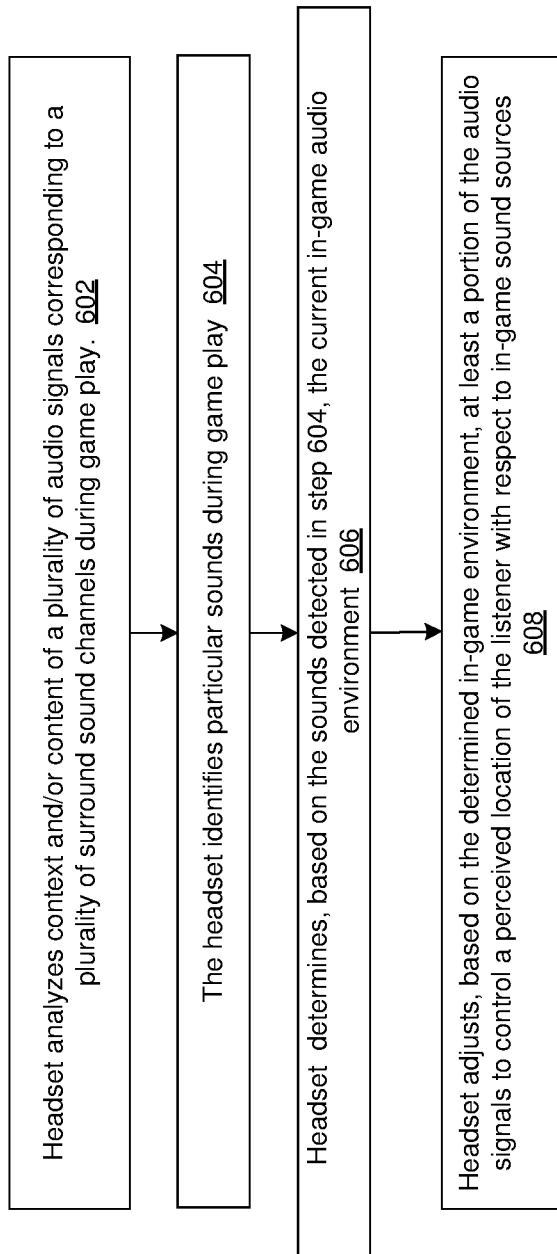 Headset analyzes context and/or content of a plurality of audio signals corresponding to a
plurality of surround sound channels during game play. 602
The headset identifies particular sounds during game play 604
Headset determines, based on the sounds detected in step 604, the current in-game audio
environment 606
Headset adjusts, based on the determined in-game environment, at least a portion of the audio
signals to control a perceived location of the listener with respect to in-game sound sources
608